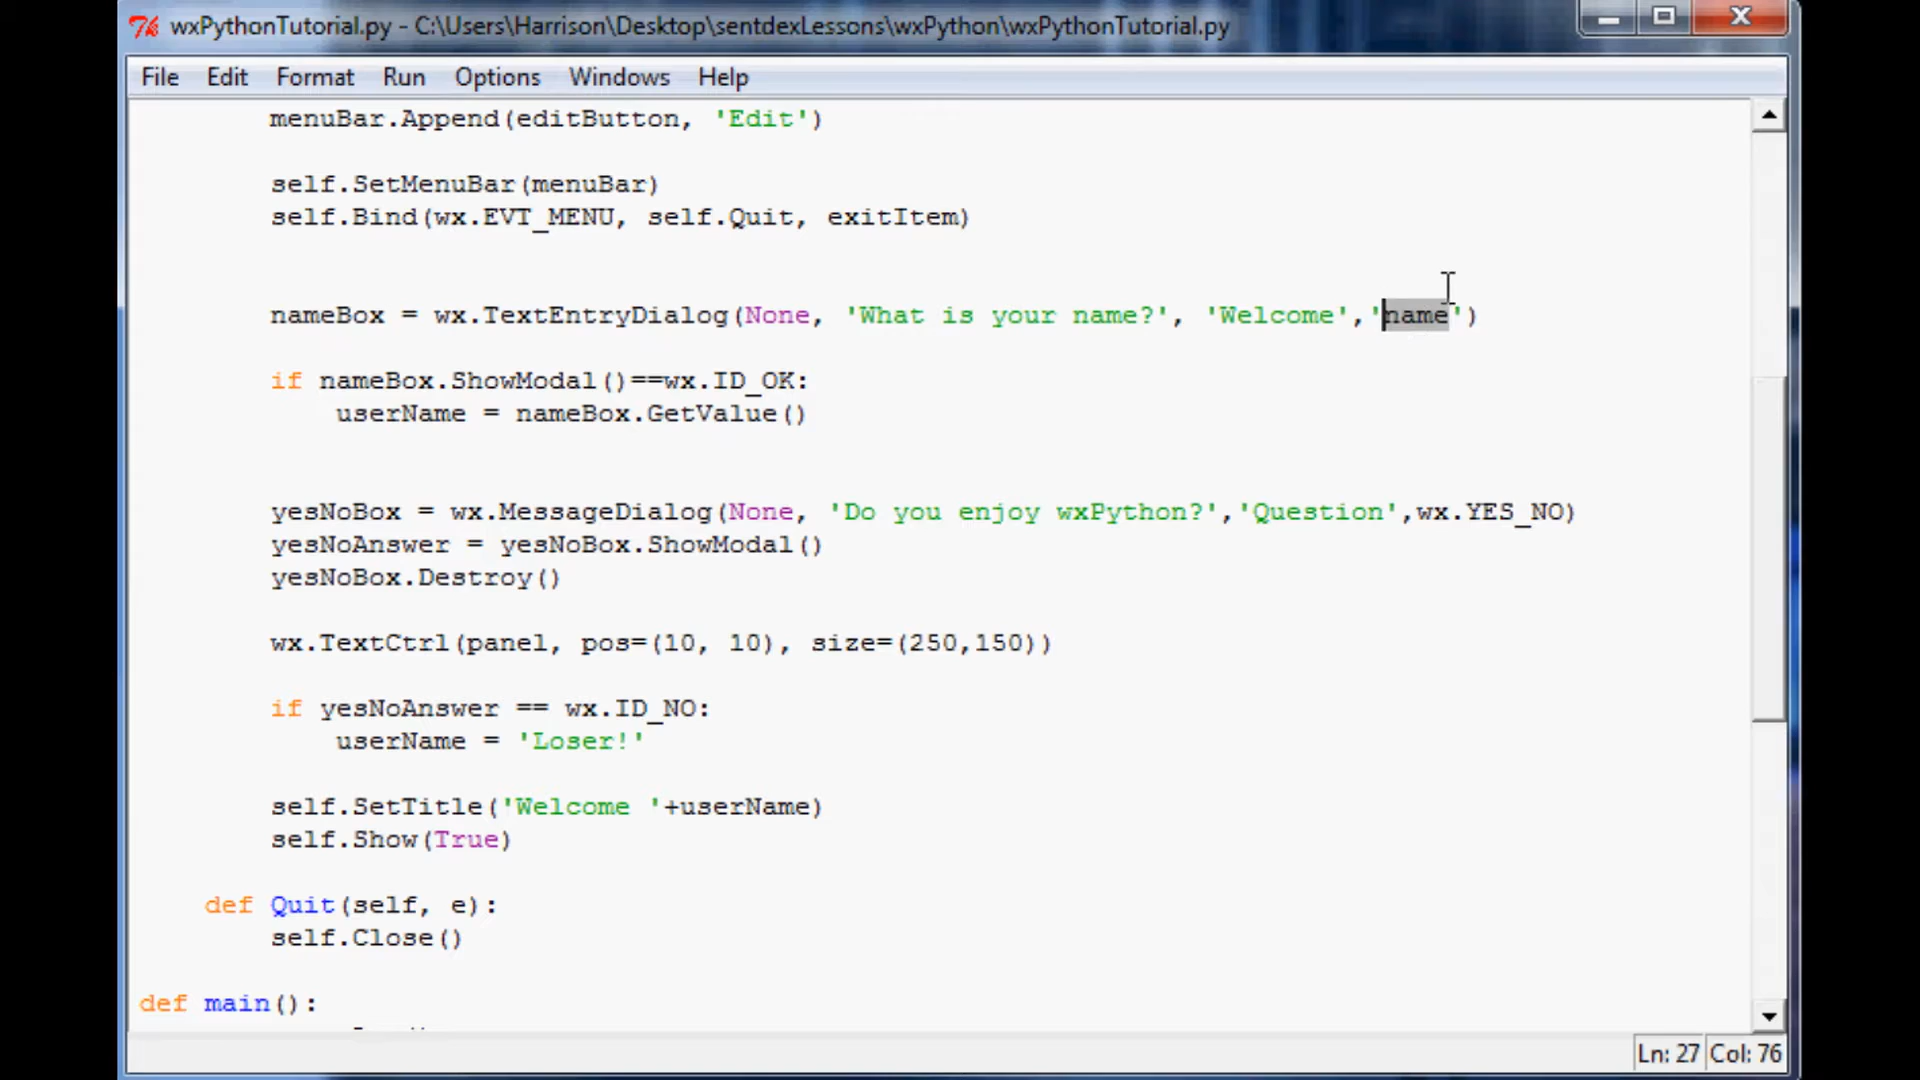 wxPythonTutorial.py - C:\Users\Harrison\Desktop\sentdexLessons\wxPython\wxPythonTutorial.py
File Edit Format Run Options Windows Help
menuBar.Append(editButton, 'Edit')
self.SetMenuBar(menuBar)
self.Bind(wx.EVT_MENU, self.Quit, exitItem)
nameBox = wx.TextEntryDialog(None, 'What is your name?', 'Welcome','name')
if nameBox.ShowModal()==wx.ID_OK:
userName = nameBox.GetValue()
yesNoBox = wx.MessageDialog(None, 'Do you enjoy wxPython?','Question',wx.YES_NO)
yesNoAnswer = yesNoBox.ShowModal()
yesNoBox.Destroy()
wx.TextCtrl(panel, pos=(10, 10), size=(250,150))
if yesNoAnswer == wx.ID_NO:
userName = 'Loser!'
self.SetTitle('Welcome '+userName)
self.Show(True)
def Quit(self, e):
self.Close()
def main():
Ln: 27 Col: 76